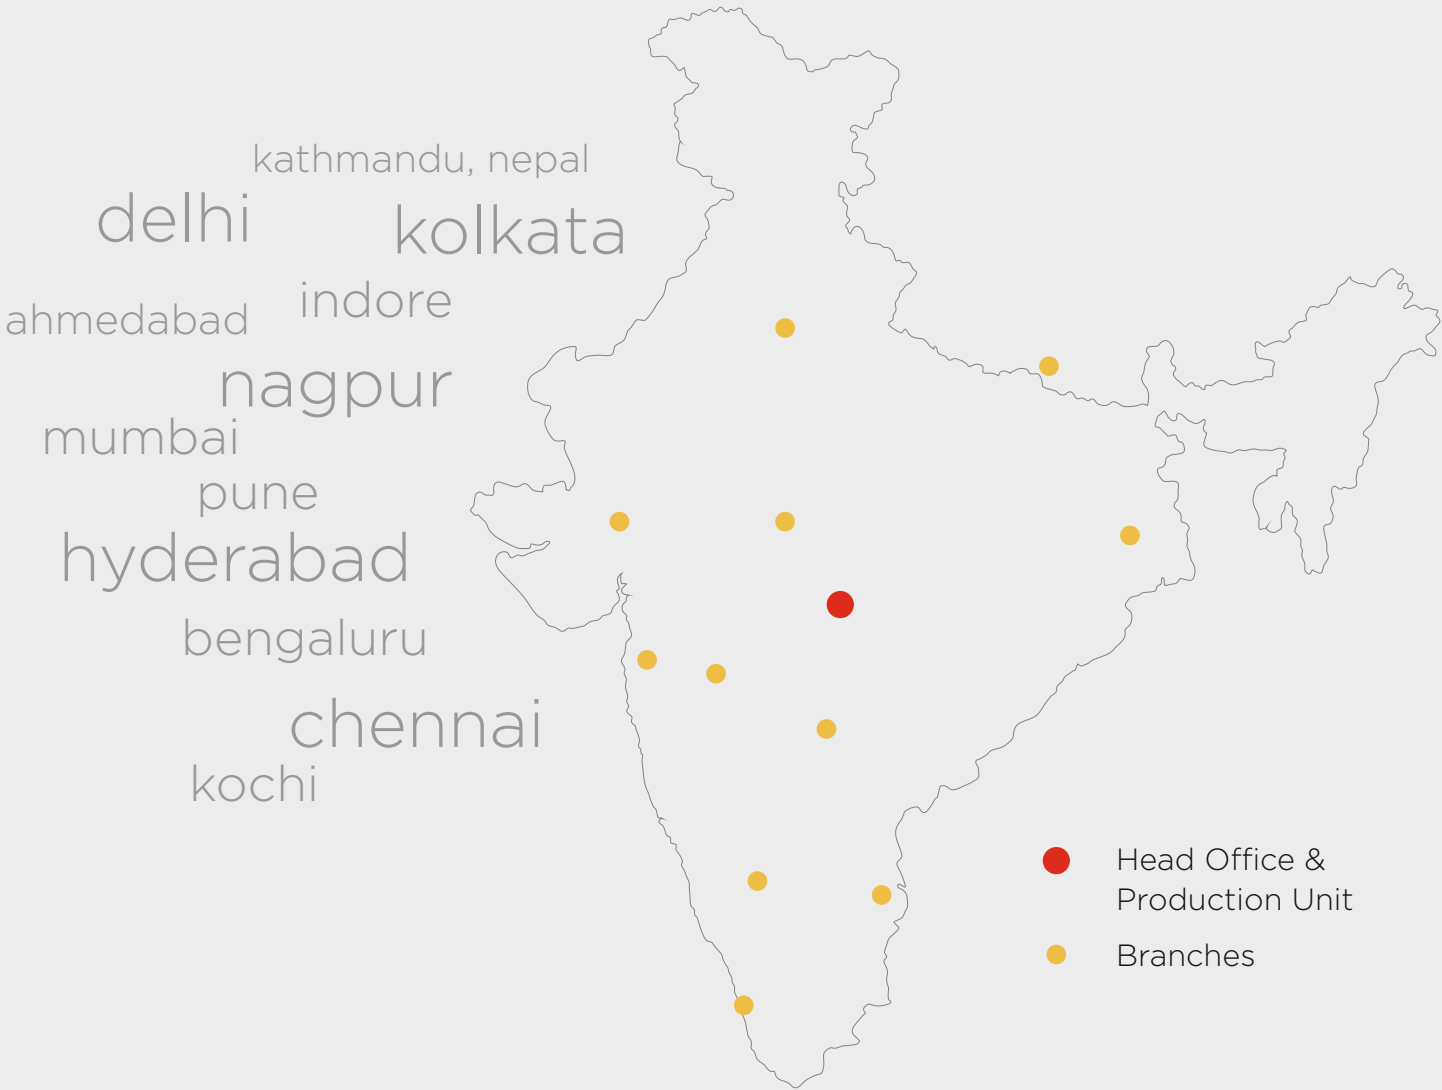 kathmandu, nepal
delhi
kolkata
indore
ahmedabad
nagpur
mumbai
pune
hyderabad
bengaluru
chennai
kochi
Head Office &
Production Unit
Branches